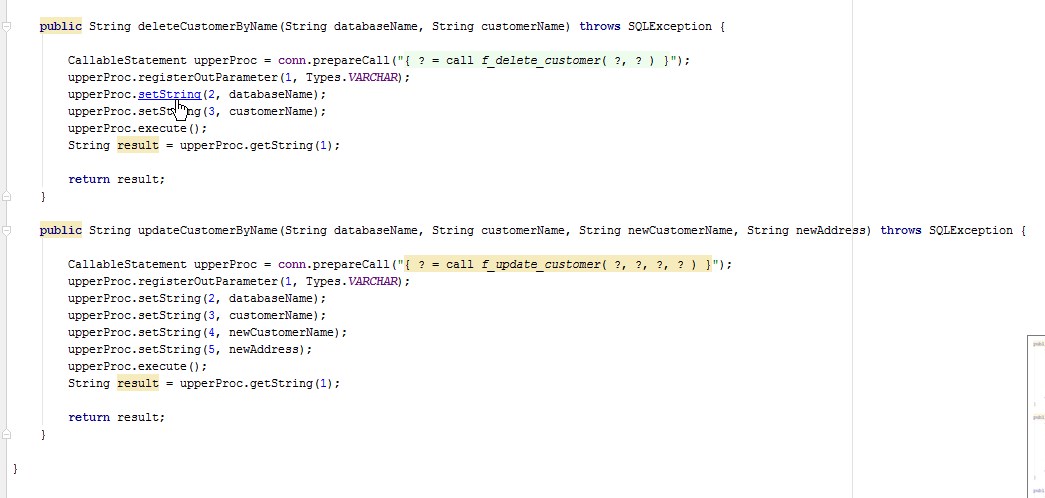 public String deleteCustomerByName(String databaseName, String customerName) throws SQLException {
CallableStatement upperProc = conn.prepareCall("{ ? = call f_delete_customer( ?, ? ) }");
upperProc.registerOutParameter(1, Types.VARCHAR);
upperProc.setString(2, databaseName);
upperProc.setString(3, customerName);
upperProc.execute();
String result = upperProc.getString(1);
return result;
}
public String updateCustomerByName(String databaseName, String customerName, String newCustomerName, String newAddress) throws SQLException {
CallableStatement upperProc = conn.prepareCall("{ ? = call f_update_customer( ?, ?, ?, ? ) }");
upperProc.registerOutParameter(1, Types.VARCHAR);
upperProc.setString(2, databaseName);
upperProc.setString(3, customerName);
upperProc.setString(4, newCustomerName);
upperProc.setString(5, newAddress);
upperProc.execute();
String result = upperProc.getString(1);
return result;
}
}